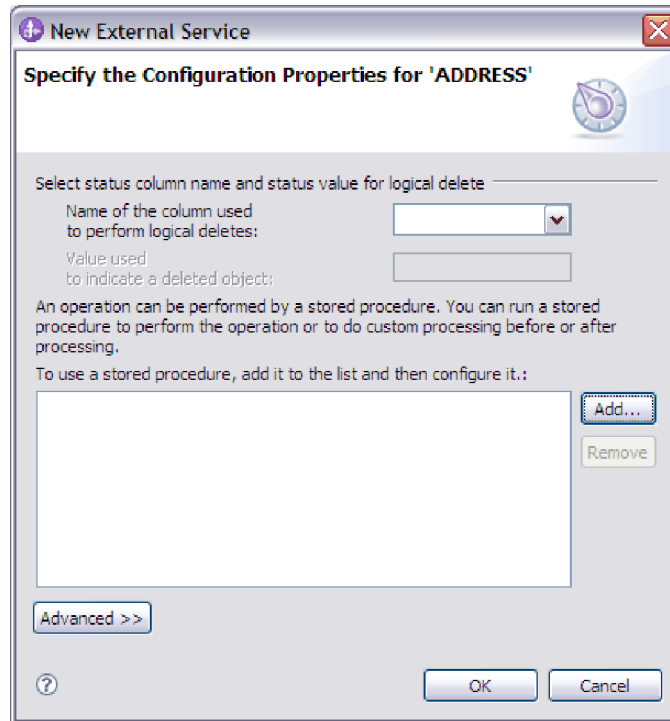 New External Service
Specify the Configuration Properties for 'ADDRESS'
Select status column name and status value for logical delete
Name of the column used
to perform logical deletes:
Value used
to indicate a deleted object:
An operation can be performed by a stored procedure. You can run a stored
procedure to perform the operation or to do custom processing before or after
processing.
To use a stored procedure, add it to the list and then configure it.:
Add...
Remove
Advanced >>
?
OK
Cancel